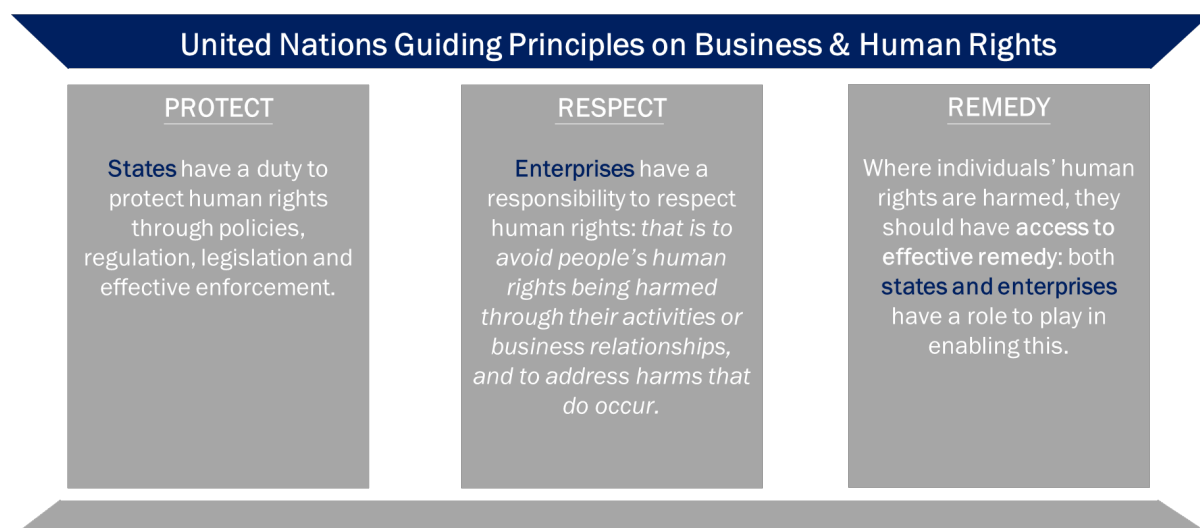 United Nations Guiding Principles on Business & Human Rights
PROTECT
States have a duty to
protect human rights
through policies,
regulation, legislation and
effective enforcement.
RESPECT
Enterprises have a
responsibility to respect
human rights: that is to
avoid people’s human
rights being harmed
through their activities or
business relationships,
and to address harms that
do occur.
REMEDY
Where individuals’ human
rights are harmed, they
should have access to
effective remedy: both
states and enterprises
have a role to play in
enabling this.